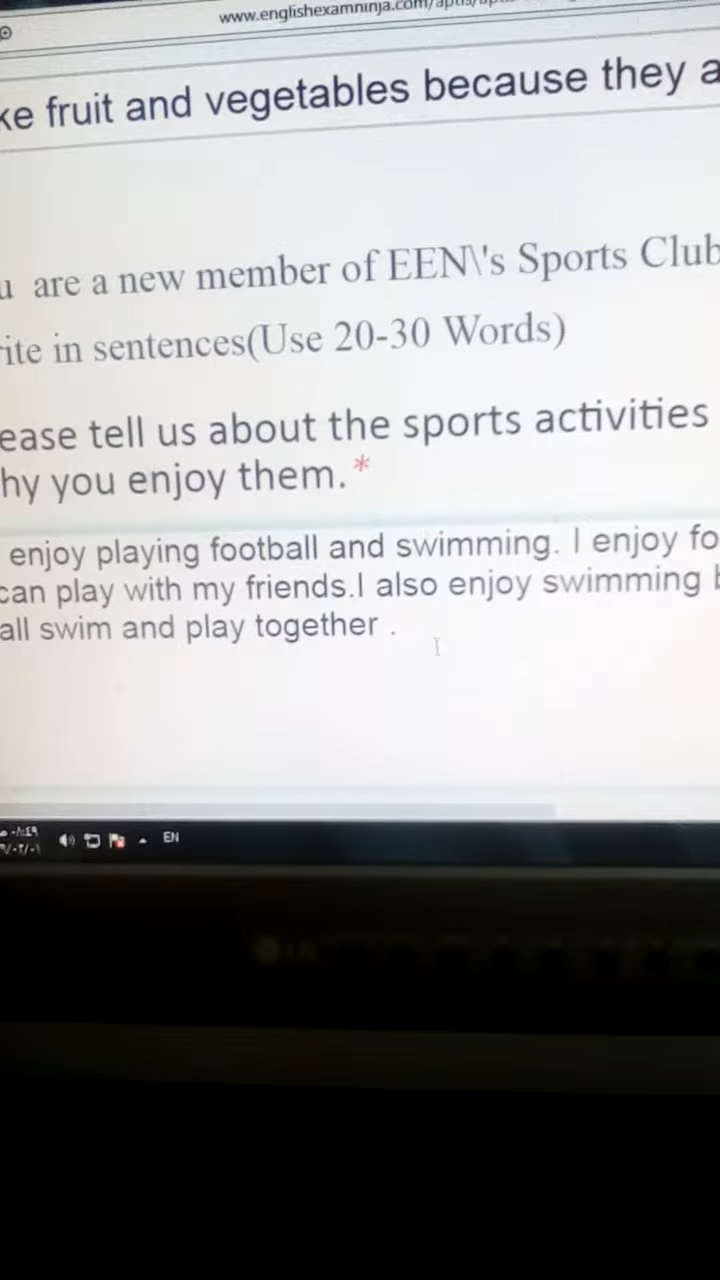 www.englishexamninja.com/aptis/
ke fruit and vegetables because they a
u are a new member of EEN\'s Sports Club
rite in sentences(Use 20-30 Words)
ease tell us about the sports activities
hy you enjoy them.*
enjoy playing football and swimming. I enjoy fo
can play with my friends.I also enjoy swimming b
all swim and play together .
EN